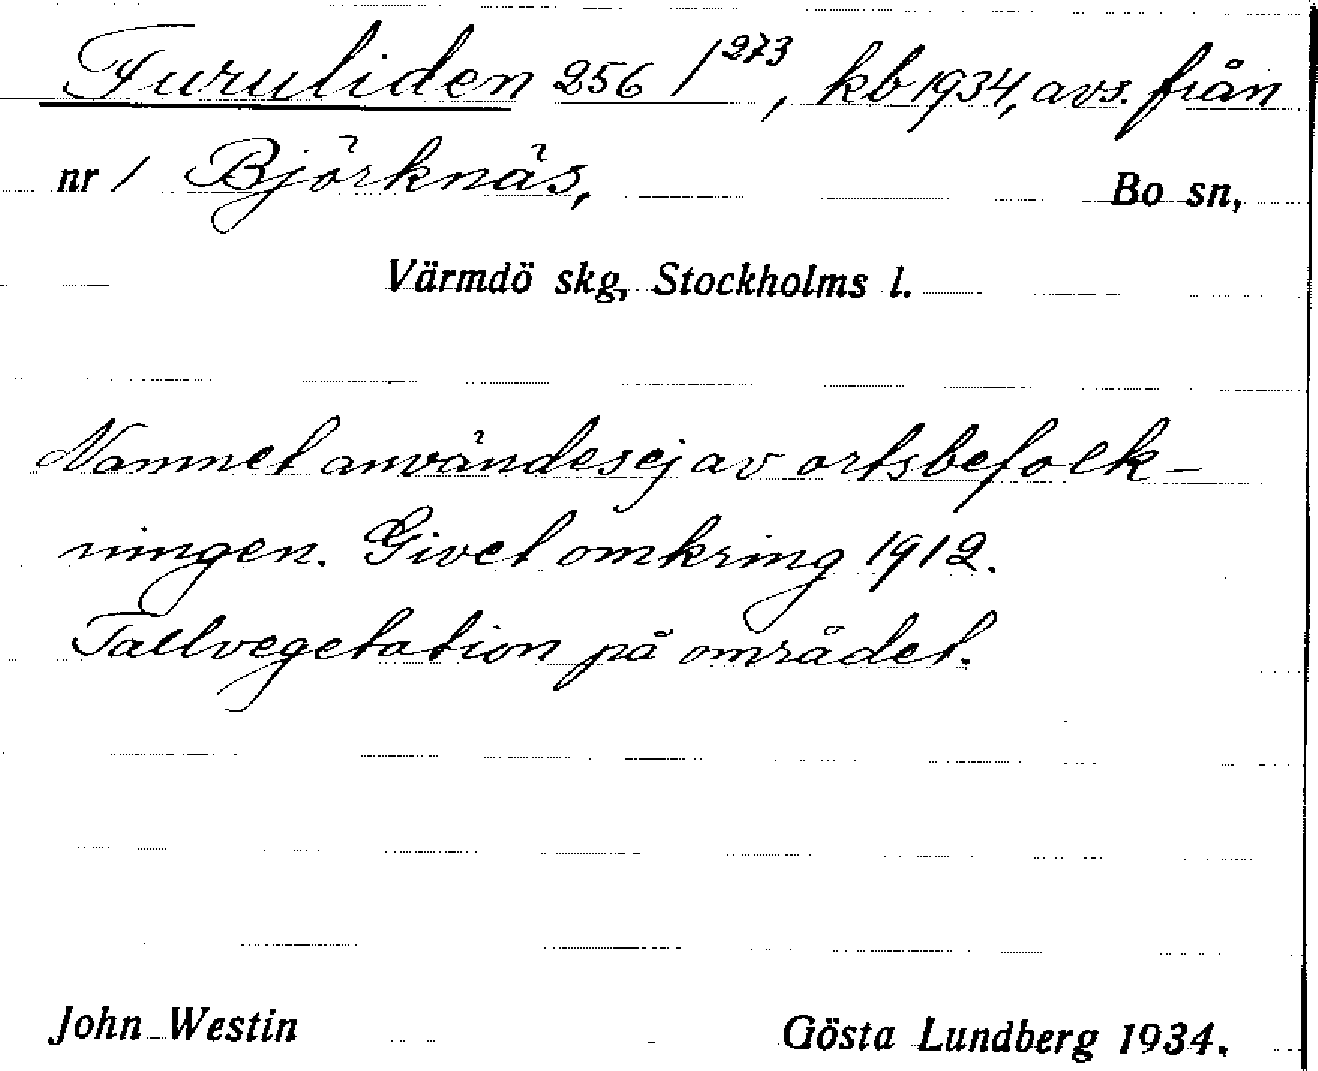 Furuliden 256 1²⁷³, kb 1934, avs. från
nr 1 Björknäs, Bo sn,
Värmdö skg, Stockholms l.
Namnet användes ej av ortsbefolk-
ningen. Givet omkring 1912.
Tallvegetation på området.
John Westin Gösta Lundberg 1934.